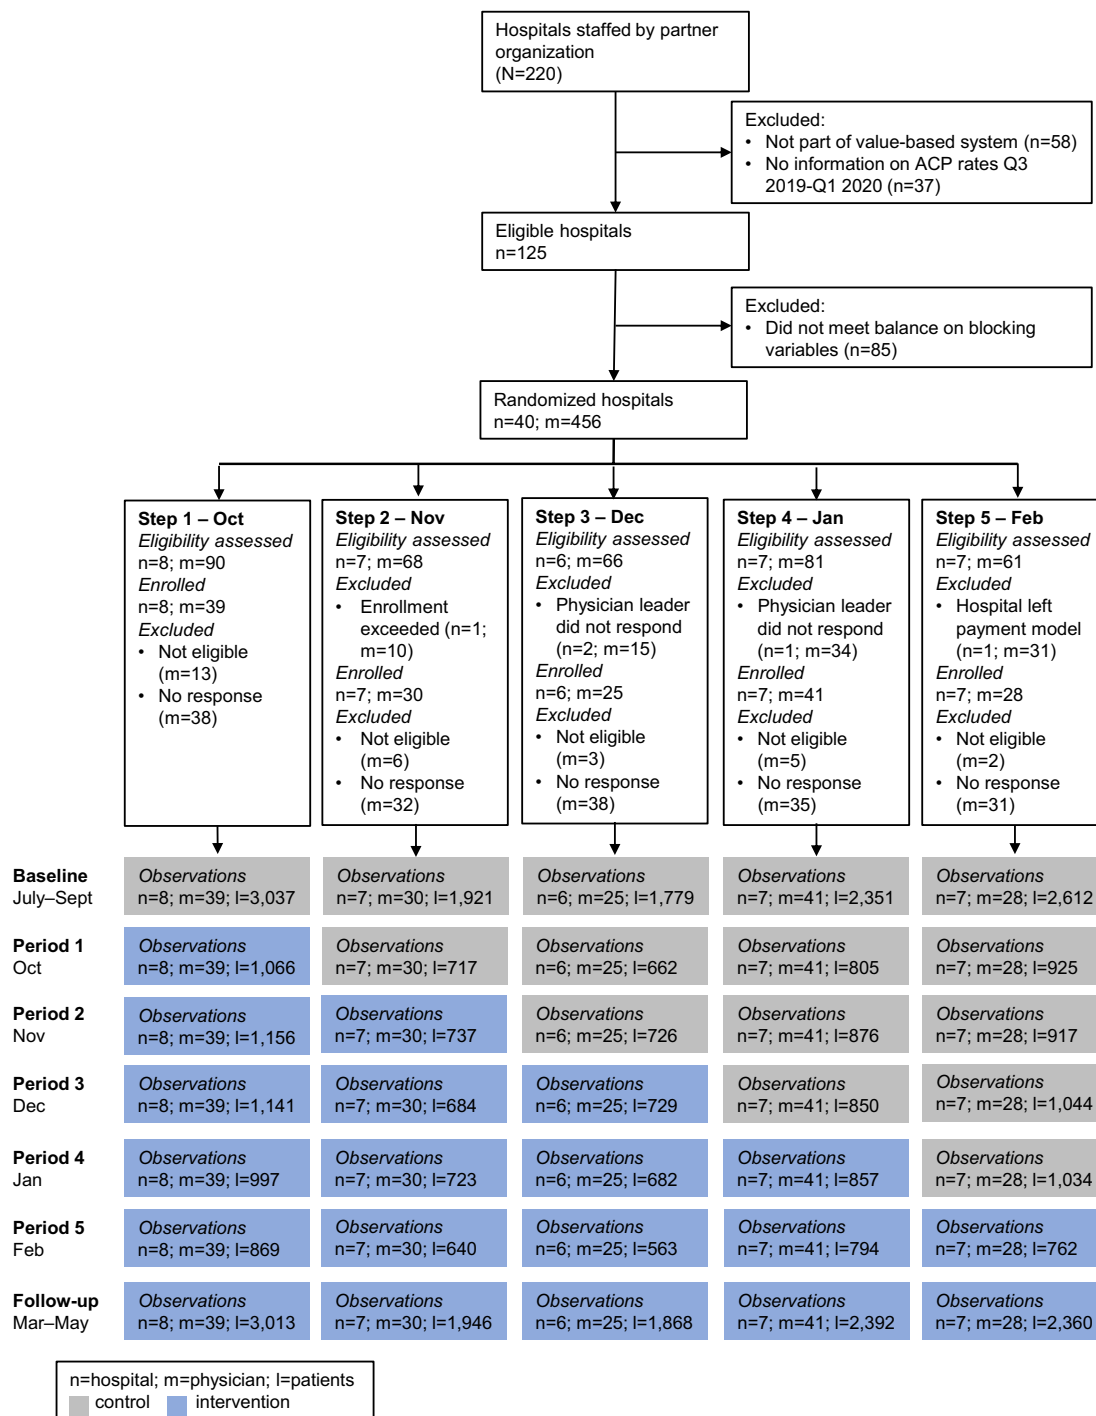 Hospitals staffed by partner
organization
(N=220)
Excluded:
• Not part of value-based system (n=58)
• No information on ACP rates Q3
2019-Q1 2020 (n=37)
Eligible hospitals
n=125
Excluded:
• Did not meet balance on blocking
variables (n=85)
Randomized hospitals
n=40; m=456
Step 1 – Oct
Eligibility assessed
n=8; m=90
Enrolled
n=8; m=39
Excluded
• Not eligible
(m=13)
• No response
(m=38)
Step 2 – Nov
Eligibility assessed
n=7; m=68
Excluded
• Enrollment
exceeded (n=1;
m=10)
Enrolled
n=7; m=30
Excluded
• Not eligible
(m=6)
• No response
(m=32)
Step 3 – Dec
Eligibility assessed
n=6; m=66
Excluded
• Physician leader
did not respond
(n=2; m=15)
Enrolled
n=6; m=25
Excluded
• Not eligible
(m=3)
• No response
(m=38)
Step 4 – Jan
Eligibility assessed
n=7; m=81
Excluded
• Physician leader
did not respond
(n=1; m=34)
Enrolled
n=7; m=41
Excluded
• Not eligible
(m=5)
• No response
(m=35)
Step 5 – Feb
Eligibility assessed
n=7; m=61
Excluded
• Hospital left
payment model
(n=1; m=31)
Enrolled
n=7; m=28
Excluded
• Not eligible
(m=2)
• No response
(m=31)
Baseline
July–Sept
Observations
n=8; m=39; l=3,037
Observations
n=7; m=30; l=1,921
Observations
n=6; m=25; l=1,779
Observations
n=7; m=41; l=2,351
Observations
n=7; m=28; l=2,612
Period 1
Oct
Observations
n=8; m=39; l=1,066
Observations
n=7; m=30; l=717
Observations
n=6; m=25; l=662
Observations
n=7; m=41; l=805
Observations
n=7; m=28; l=925
Period 2
Nov
Observations
n=8; m=39; l=1,156
Observations
n=7; m=30; l=737
Observations
n=6; m=25; l=726
Observations
n=7; m=41; l=876
Observations
n=7; m=28; l=917
Period 3
Dec
Observations
n=8; m=39; l=1,141
Observations
n=7; m=30; l=684
Observations
n=6; m=25; l=729
Observations
n=7; m=41; l=850
Observations
n=7; m=28; l=1,044
Period 4
Jan
Observations
n=8; m=39; l=997
Observations
n=7; m=30; l=723
Observations
n=6; m=25; l=682
Observations
n=7; m=41; l=857
Observations
n=7; m=28; l=1,034
Period 5
Feb
Observations
n=8; m=39; l=869
Observations
n=7; m=30; l=640
Observations
n=6; m=25; l=563
Observations
n=7; m=41; l=794
Observations
n=7; m=28; l=762
Follow-up
Mar–May
Observations
n=8; m=39; l=3,013
Observations
n=7; m=30; l=1,946
Observations
n=6; m=25; l=1,868
Observations
n=7; m=41; l=2,392
Observations
n=7; m=28; l=2,360
n=hospital; m=physician; l=patients
control intervention